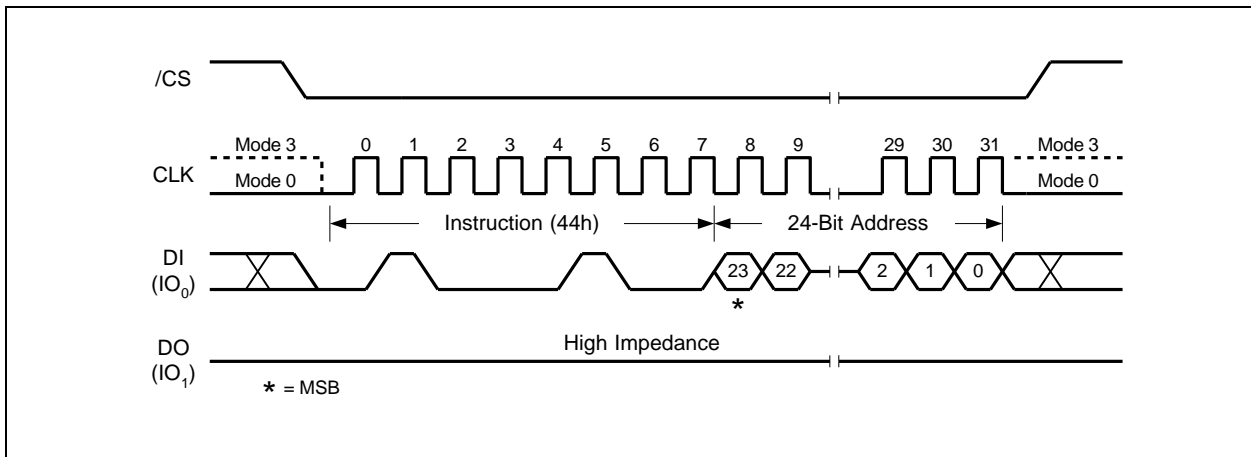 /CS
Mode 3
0 1 2 3 4 5 6 7 8 9 29 30 31
Mode 3
CLK
Mode 0
Mode 0
Instruction (44h)
24-Bit Address
DI
(IO0)
23 22 2 1 0
*
High Impedance
DO
(IO1)
* = MSB